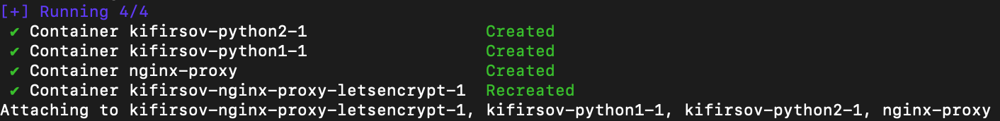 [+] Running 4/4
✔ Container kifirsov-python2-1 Created
✔ Container kifirsov-python1-1 Created
✔ Container nginx-proxy Created
✔ Container kifirsov-nginx-proxy-letsencrypt-1 Recreated
Attaching to kifirsov-nginx-proxy-letsencrypt-1, kifirsov-python1-1, kifirsov-python2-1, nginx-proxy